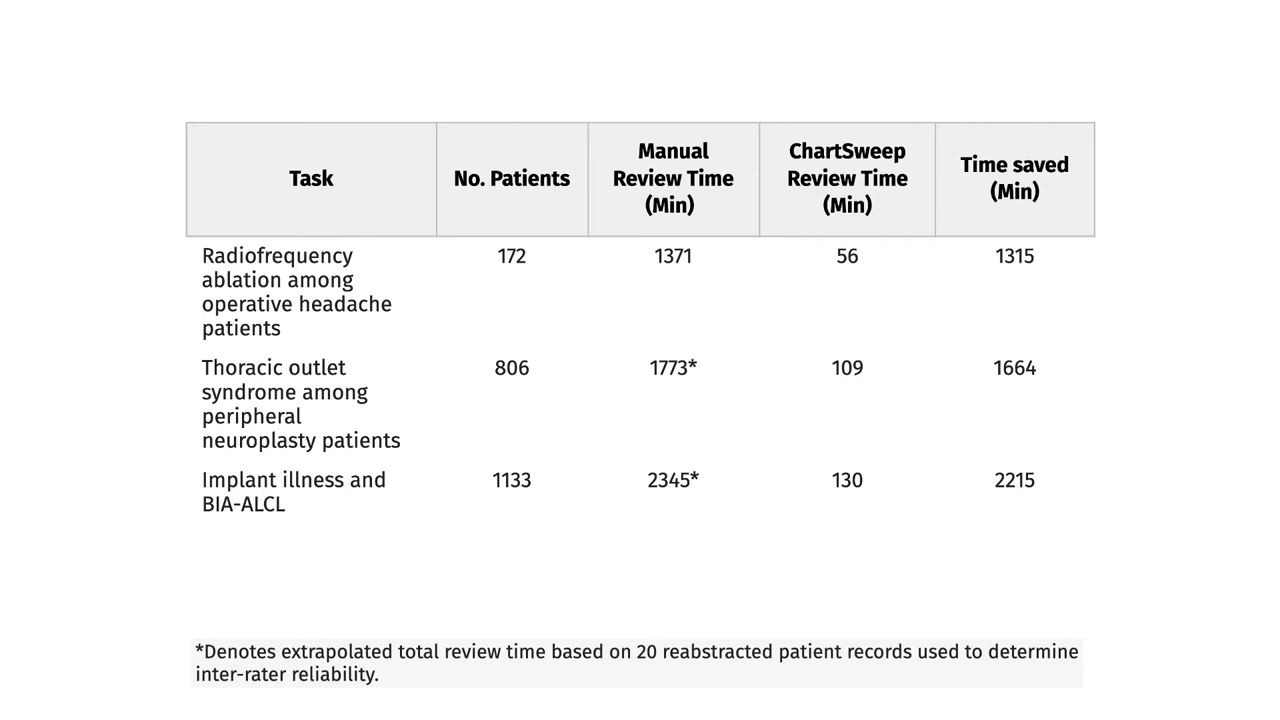 Task No. Patients Manual Review Time (Min) ChartSweep Review Time (Min) Time saved (Min)
Radiofrequency 172 1371 56 1315
ablation among
operative headache
patients
Thoracic outlet 806 1773* 109 1664
syndrome among
peripheral
neuroplasty patients
Implant illness and 1133 2345* 130 2215
BIA-ALCL
*Denotes extrapolated total review time based on 20 reabstracted patient records used to determine
inter-rater reliability.